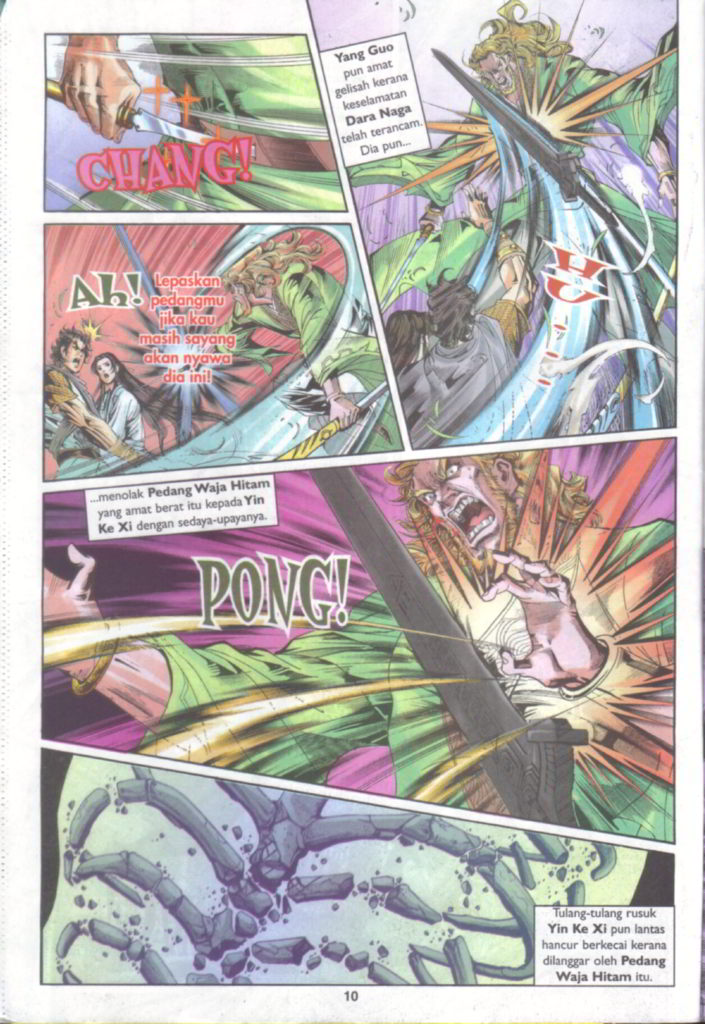 CHANG!
Yang Guo
pun amat
gelisah kerana
keselamatan
Dara Naga
telah terancam.
Dia pun...
HU...
Ah!
Lepaskan
pedangmu
jika kau
masih sayang
akan nyawa
dia ini!
...menolak Pedang Waja Hitam
yang amat berat itu kepada Yin
Ke Xi dengan sedaya-upayanya.
PONG!
Tulang-tulang rusuk
Yin Ke Xi pun lantas
hancur berkecai kerana
dilanggar oleh Pedang
Waja Hitam itu.
10